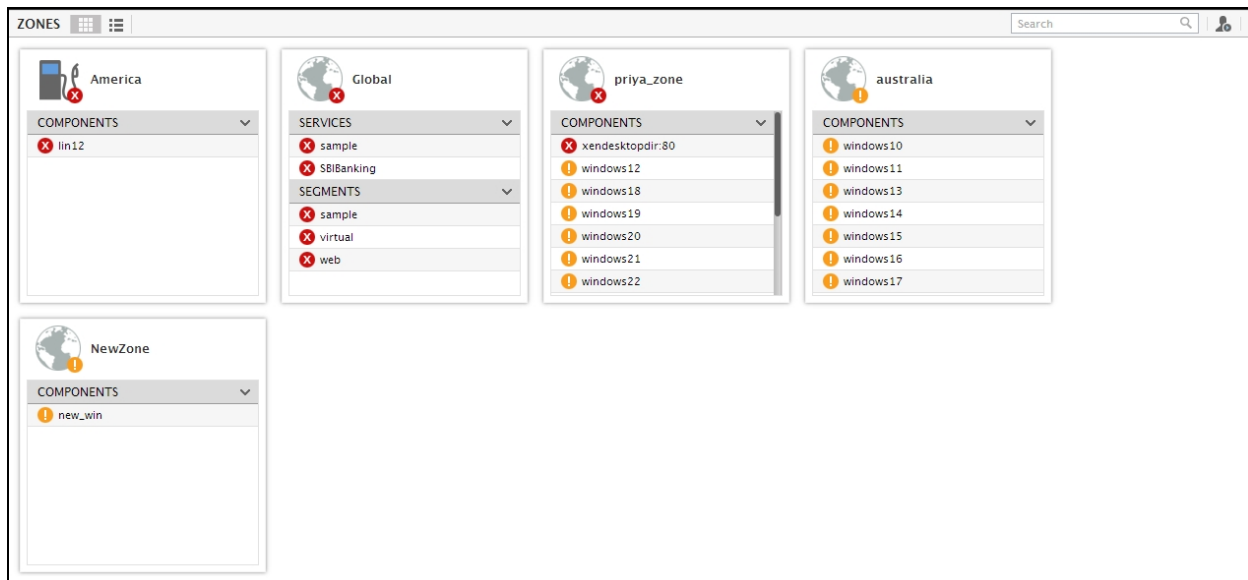 ZONES
Search
America
COMPONENTS
lin12
Global
SERVICES
sample
SBIBanking
SEGMENTS
sample
virtual
web
priya_zone
COMPONENTS
xendesktopdir:80
windows12
windows18
windows19
windows20
windows21
windows22
australia
COMPONENTS
windows10
windows11
windows13
windows14
windows15
windows16
windows17
NewZone
COMPONENTS
new_win